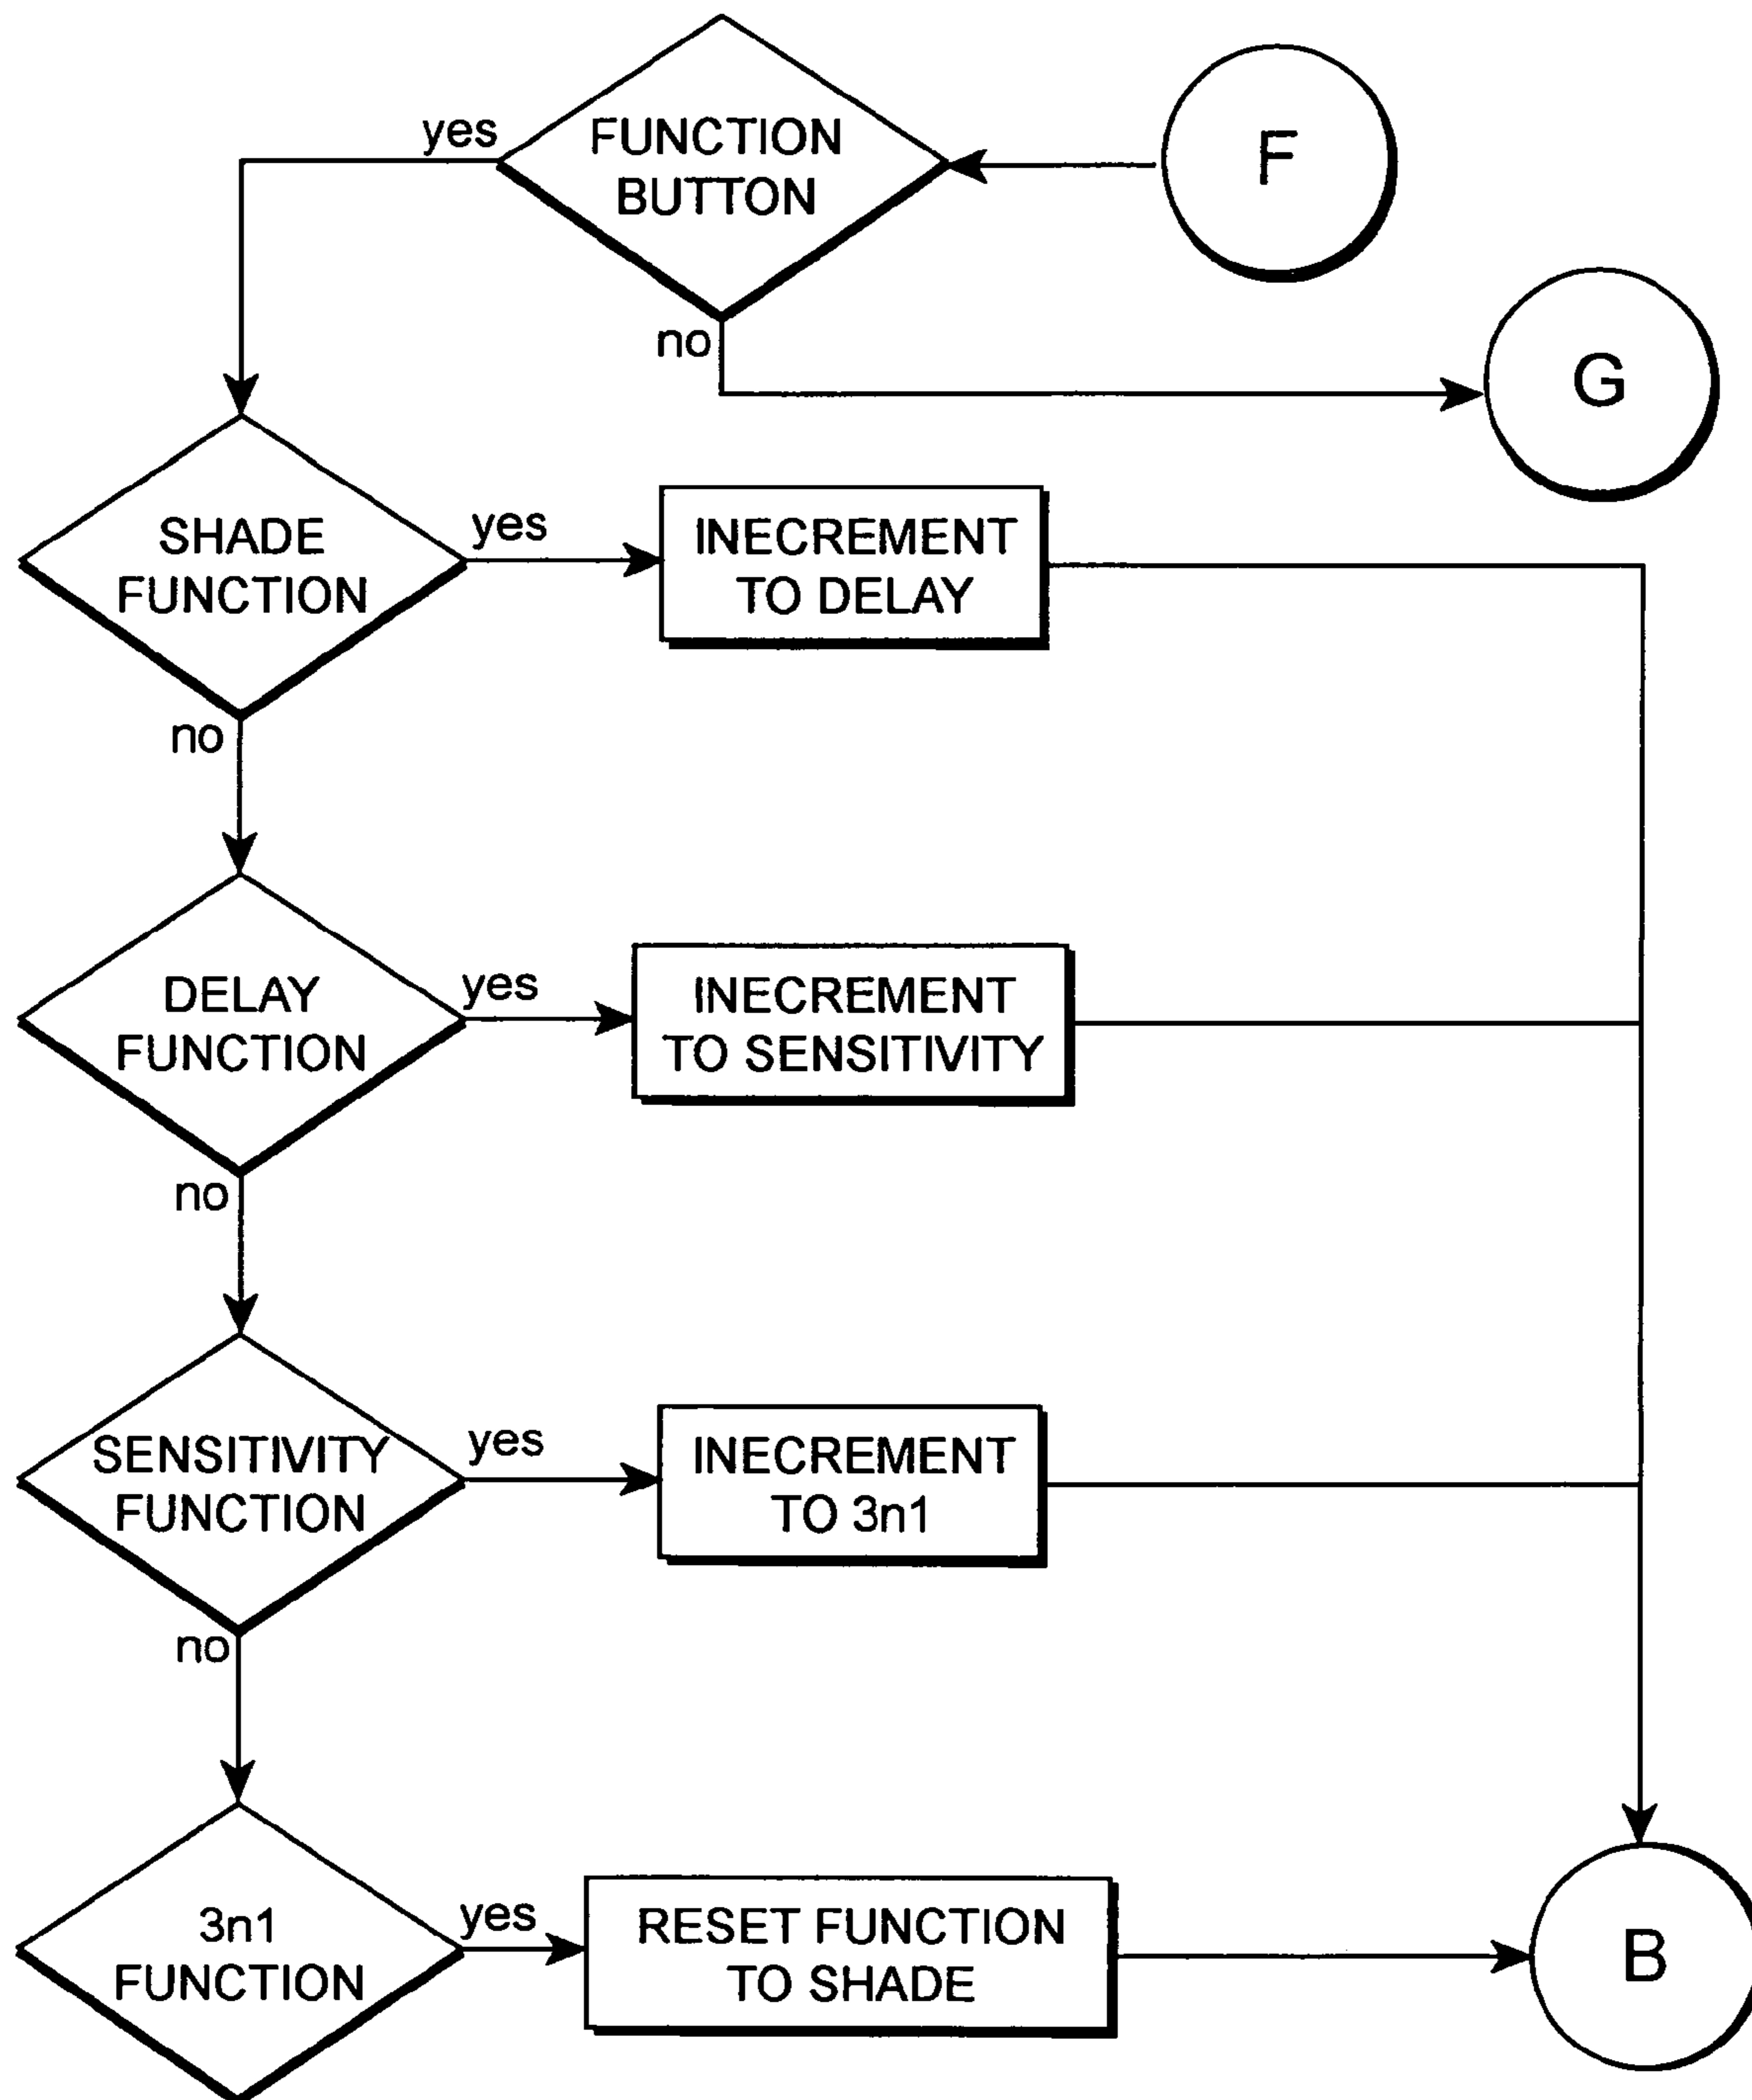 FUNCTION
BUTTON
yes
F
no
G
SHADE
FUNCTION
yes
INECREMENT
TO DELAY
no
DELAY
FUNCTION
yes
INECREMENT
TO SENSITIVITY
no
SENSITIVITY
FUNCTION
yes
INECREMENT
TO 3n1
no
3n1
FUNCTION
yes
RESET FUNCTION
TO SHADE
B